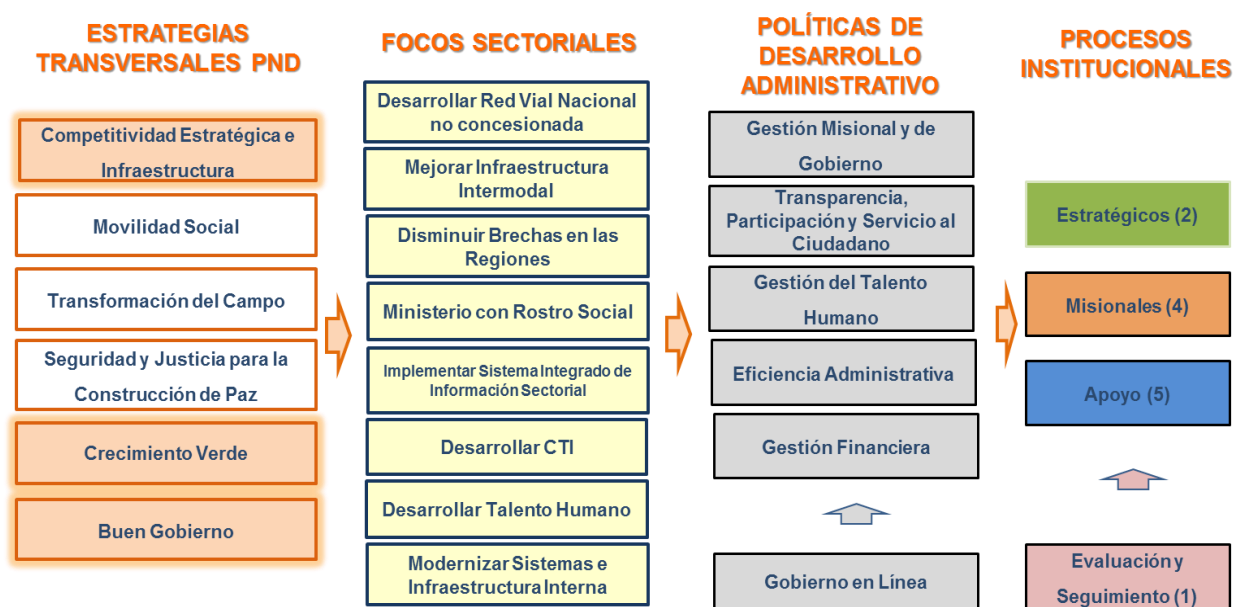 ESTRATEGIAS
TRANSVERSALES PND
Competitividad Estratégica e
Infraestructura
Movilidad Social
Transformación del Campo
Seguridad y Justicia para la
Construcción de Paz
Crecimiento Verde
Buen Gobierno
FOCOS SECTORIALES
Desarrollar Red Vial Nacional
no concesionada
Mejorar Infraestructura
Intermodal
Disminuir Brechas en las
Regiones
Ministerio con Rostro Social
Implementar Sistema Integrado de
Información Sectorial
Desarrollar CTI
Desarrollar Talento Humano
Modernizar Sistemas e
Infraestructura Interna
POLÍTICAS DE
DESARROLLO
ADMINISTRATIVO
Gestión Misional y de
Gobierno
Transparencia,
Participación y Servicio al
Ciudadano
Gestión del Talento
Humano
Eficiencia Administrativa
Gestión Financiera
Gobierno en Línea
PROCESOS
INSTITUCIONALES
Estratégicos (2)
Misionales (4)
Apoyo (5)
Evaluación y
Seguimiento (1)